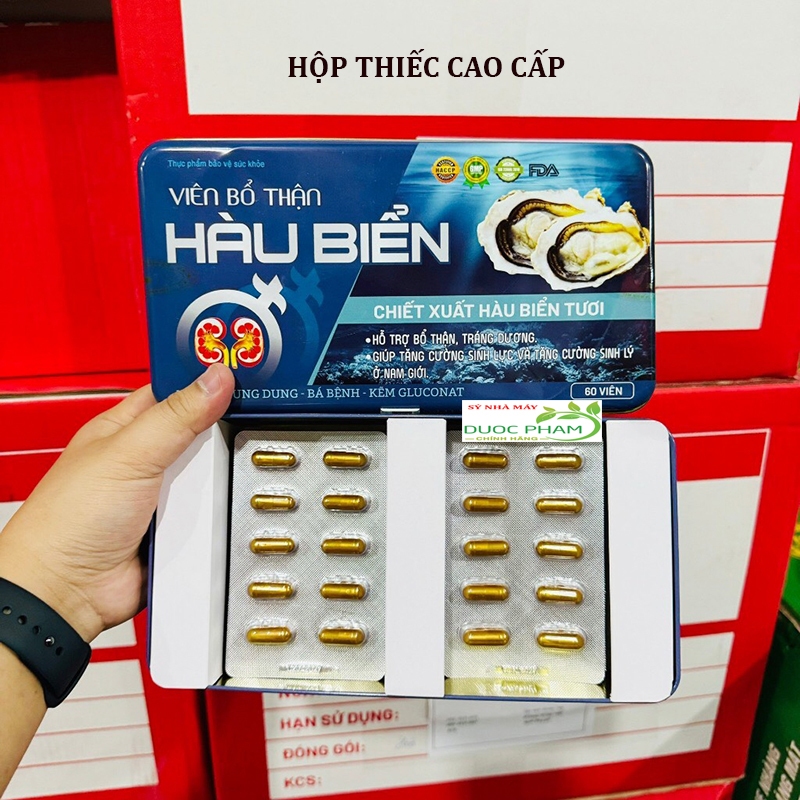 HỘP THIẾC CAO CẤP
Thực phẩm bảo vệ sức khỏe
VIÊN BỔ THẬN
HÀU BIỂN
HACCP
GMP
FDA
CHIẾT XUẤT HÀU BIỂN TƯƠI
•HỖ TRỢ BỔ THẬN, TRÁNG DƯƠNG.
•GIÚP TĂNG CƯỜNG SINH LỰC VÀ TĂNG CƯỜNG SINH LÝ
Ở NAM GIỚI.
UNG DUNG - BÁ BỆNH - KẼM GLUCONAT
60 VIÊN
SỸ NHÀ MÁY
DUOC PHAM
CHÍNH HÃNG
HẠN SỬ DỤNG:
ĐÓNG GÓI:
KCS: